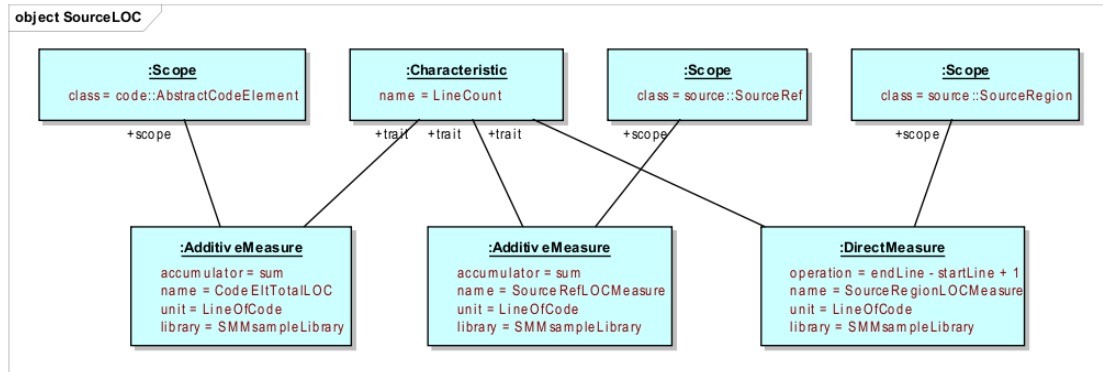 object SourceLOC
:Scope
class= code::AbstractCodeElement
:Characteristic
name = LineCount
:Scope
class= source::SourceRef
:Scope
class= source::SourceRegion
+scope
+trait
+trait
+trait
+scope
+scope
:AdditiveMeasure
accumulator = sum
name = CodeEltTotalLOC
unit = LineOfCode
library = SMMsampleLibrary
:AdditiveMeasure
accumulator = sum
name = SourceRefLOCMeasure
unit = LineOfCode
library = SMMsampleLibrary
:DirectMeasure
operation = endLine - startLine + 1
name = SourceRegionLOCMeasure
unit = LineOfCode
library = SMMsampleLibrary